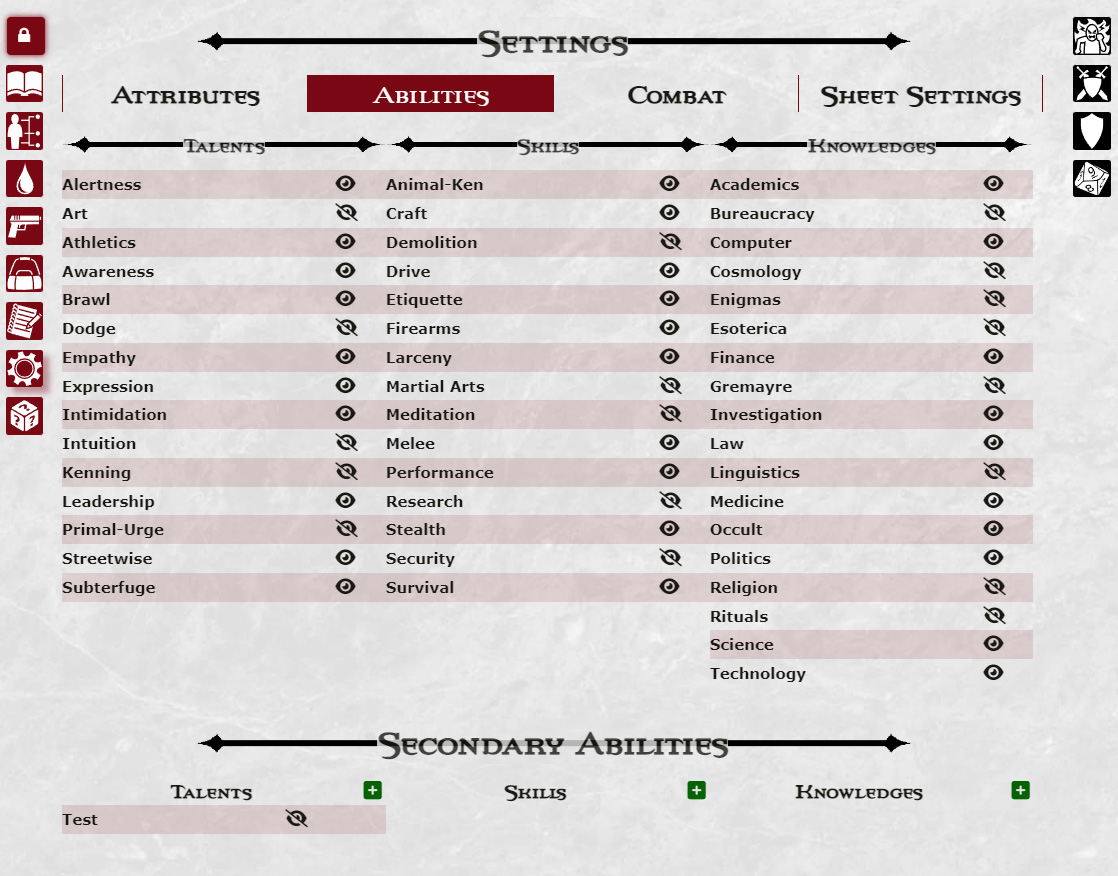 Settings
Attributes Abilities Combat Sheet Settings
Talents Skills Knowledges
Alertness Animal-Ken Academics
Art Craft Bureaucracy
Athletics Demolition Computer
Awareness Drive Cosmology
Brawl Etiquette Enigmas
Dodge Firearms Esoterica
Empathy Larceny Finance
Expression Martial Arts Gremayre
Intimidation Meditation Investigation
Intuition Melee Law
Kenning Performance Linguistics
Leadership Research Medicine
Primal-Urge Stealth Occult
Streetwise Security Politics
Subterfuge Survival Religion
Rituals
Science
Technology
Secondary Abilities
Talents Skills Knowledges
Test